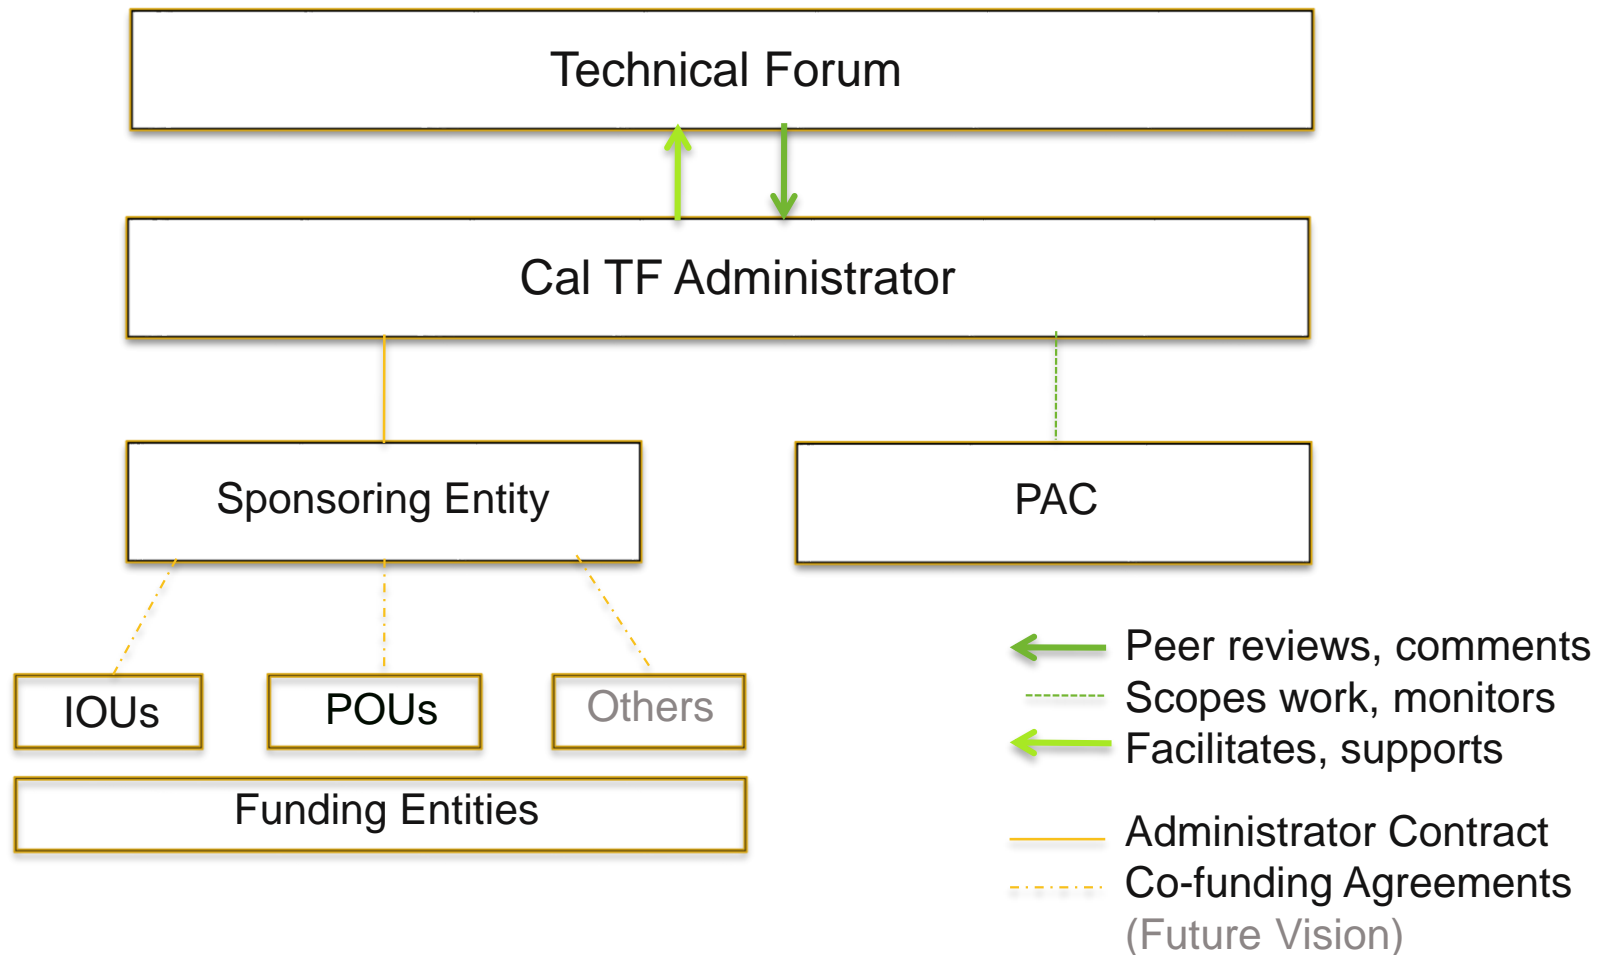 Technical Forum
Cal TF Administrator
Sponsoring Entity
PAC
IOUs
POUs
Others
Funding Entities
Peer reviews, comments
Scopes work, monitors
Facilitates, supports
Administrator Contract
Co-funding Agreements
(Future Vision)